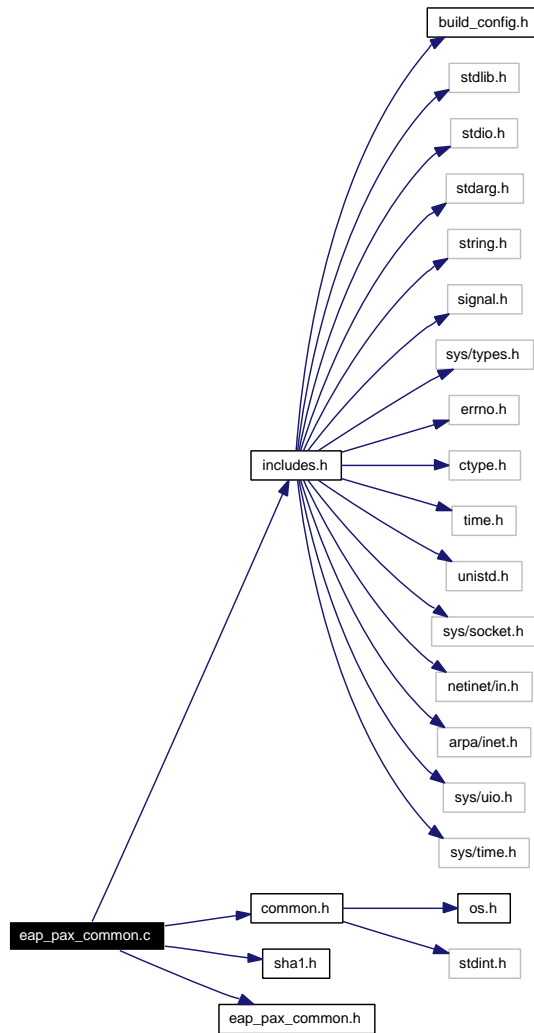 build_config.h
stdlib.h
stdio.h
stdarg.h
string.h
signal.h
sys/types.h
errno.h
includes.h
ctype.h
time.h
unistd.h
sys/socket.h
netinet/in.h
arpa/inet.h
sys/uio.h
sys/time.h
common.h
os.h
eap_pax_common.c
sha1.h
stdint.h
eap_pax_common.h